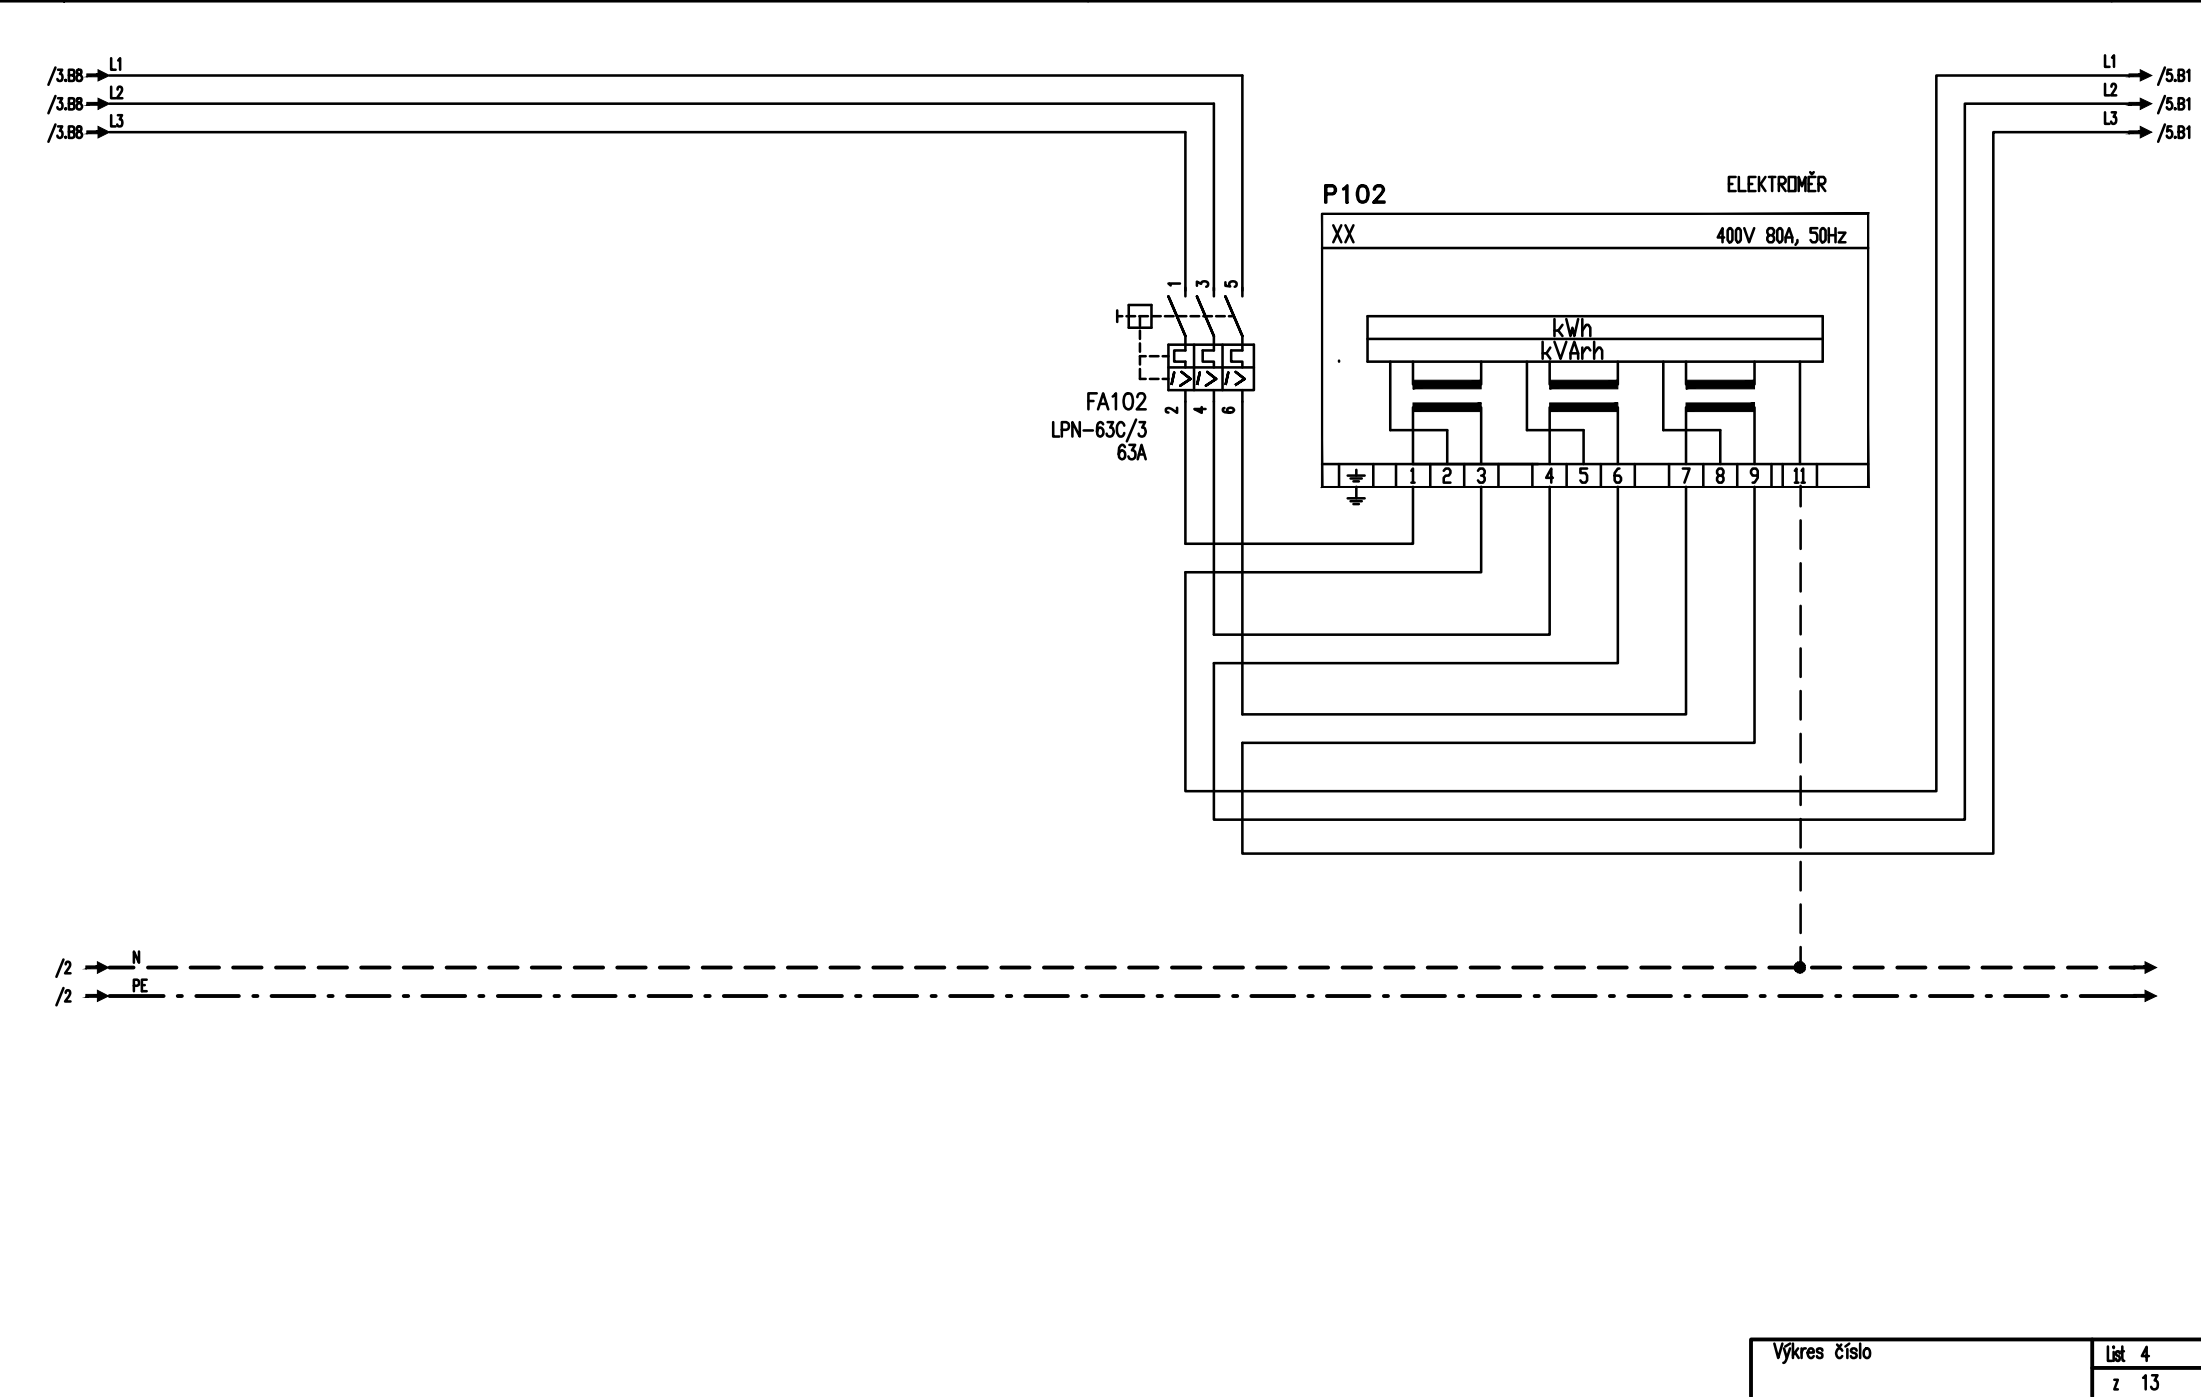 /3.B8 L1
/3.B8 L2
/3.B8 L3
L1 /5.B1
L2 /5.B1
L3 /5.B1
P102
ELEKTROMĚR
XX
400V 80A, 50Hz
1 3 5
kWh
kVArh
I> I> I>
FA102
2 4 6
LPN-63C/3
63A
1 2 3 4 5 6 7 8 9 11
/2 N
/2 PE
Výkres číslo
List 4
z 13